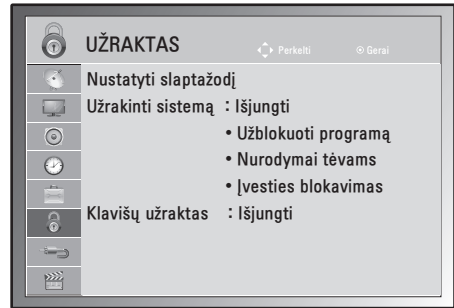 UŽRAKTAS Perkelti Gerai
Nustatyti slaptažodį
Užrakinti sistemą : Išjungti
• Užblokuoti programą
• Nurodymai tėvams
• Įvesties blokavimas
Klavišų užraktas : Išjungti